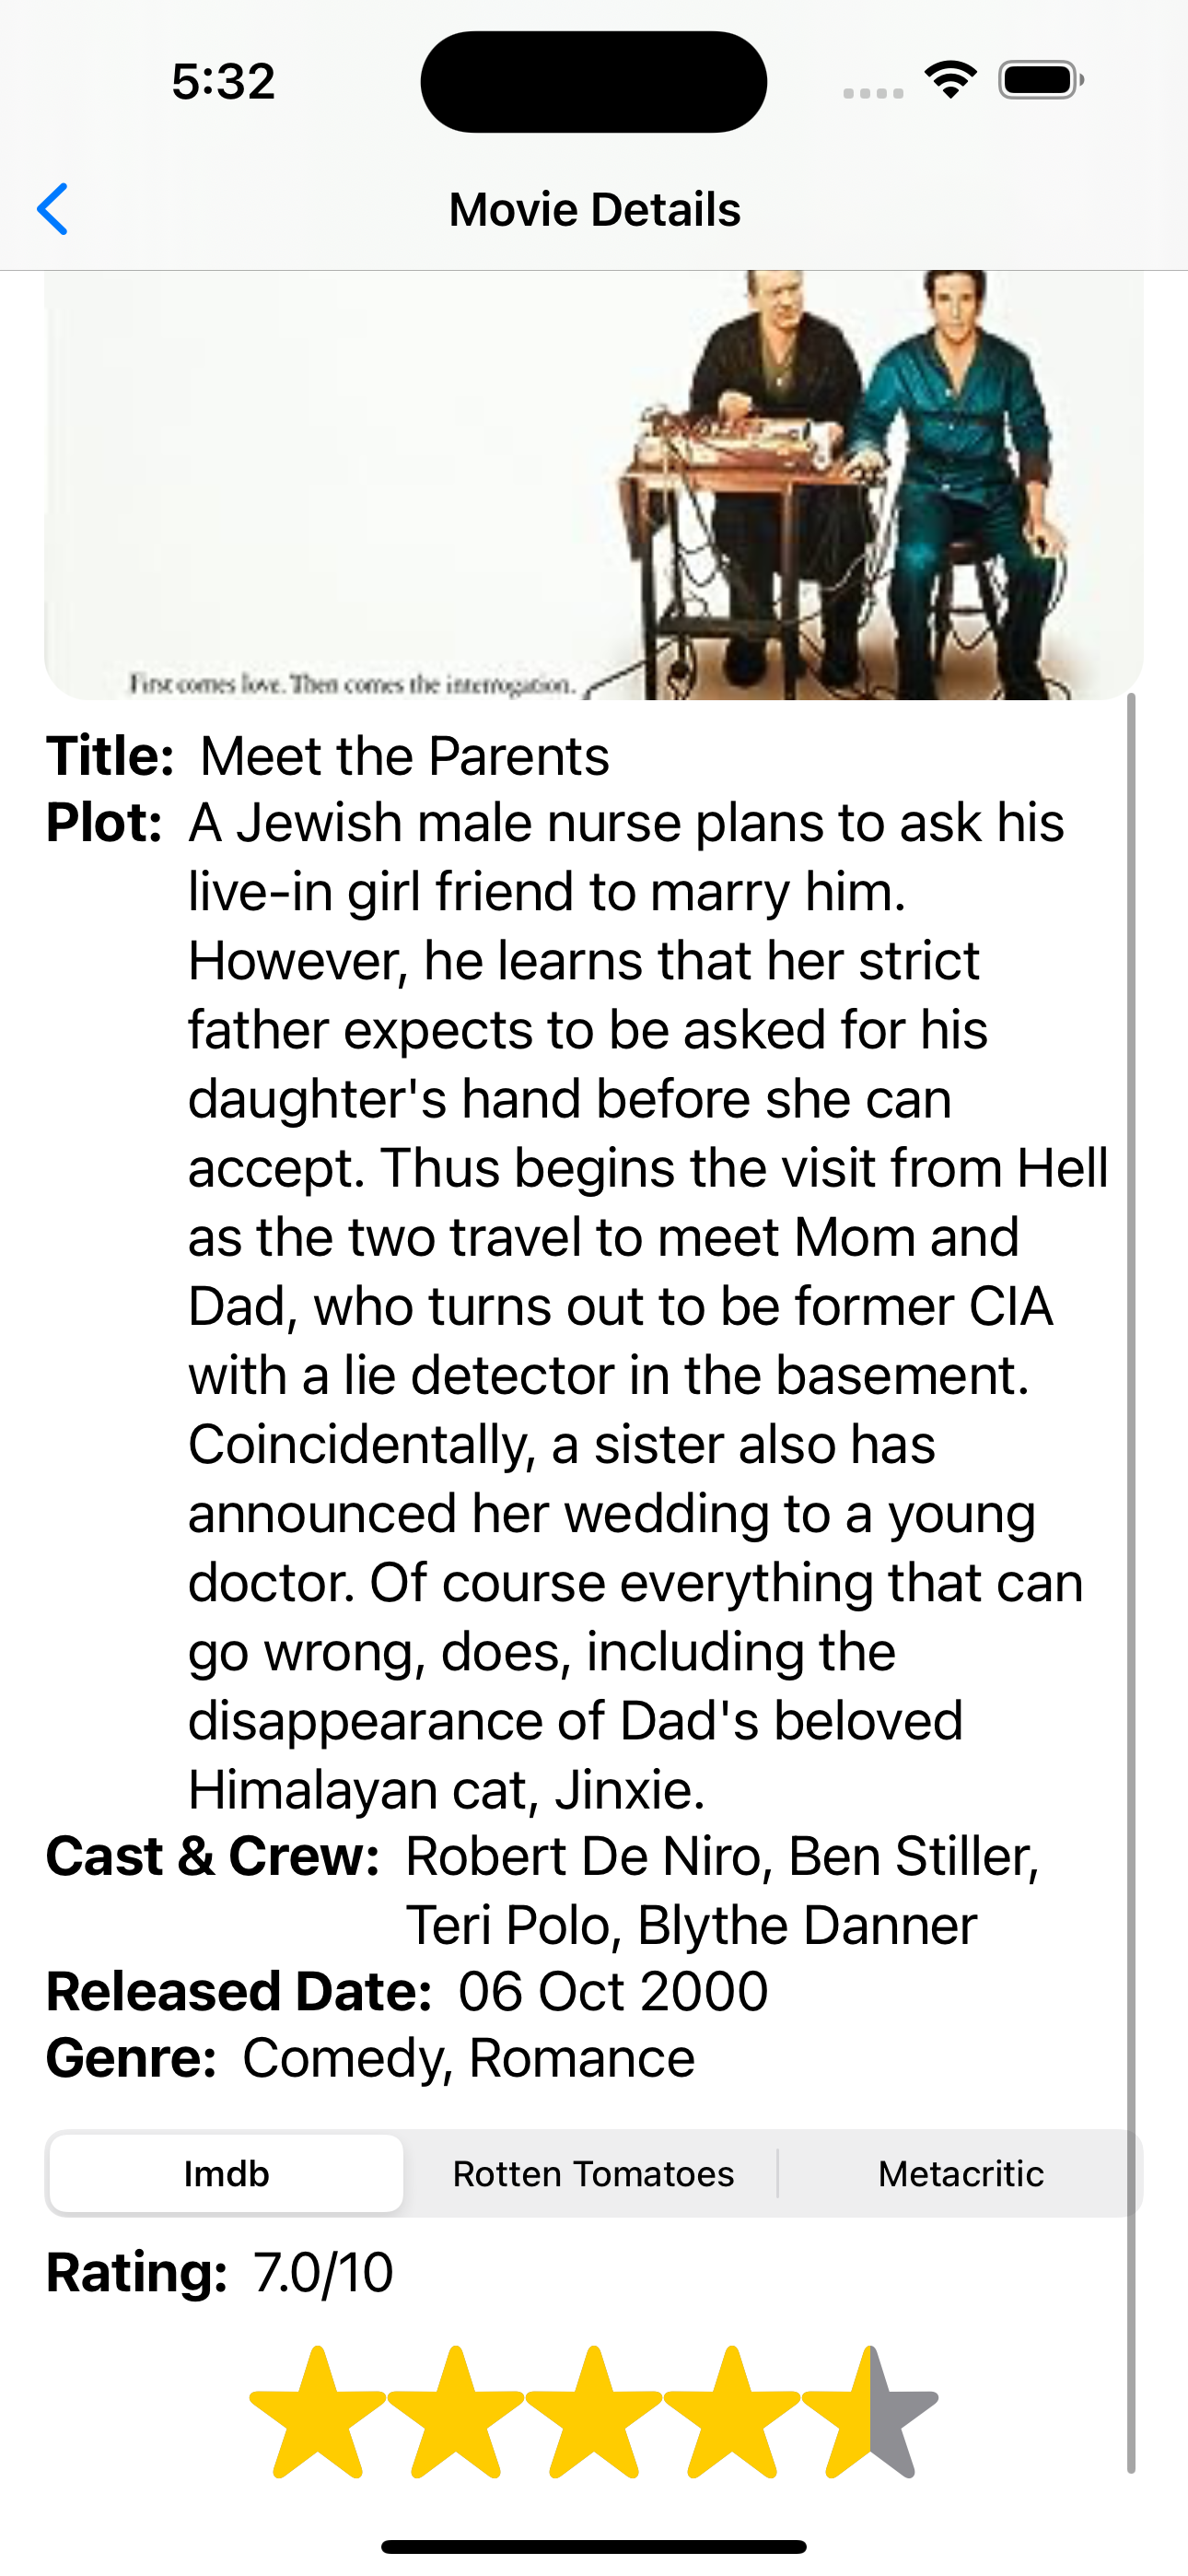 5:32
Movie Details
First comes love. Then comes the interrogation.
Title: Meet the Parents
Plot: A Jewish male nurse plans to ask his
live-in girl friend to marry him.
However, he learns that her strict
father expects to be asked for his
daughter's hand before she can
accept. Thus begins the visit from Hell
as the two travel to meet Mom and
Dad, who turns out to be former CIA
with a lie detector in the basement.
Coincidentally, a sister also has
announced her wedding to a young
doctor. Of course everything that can
go wrong, does, including the
disappearance of Dad's beloved
Himalayan cat, Jinxie.
Cast & Crew: Robert De Niro, Ben Stiller,
Teri Polo, Blythe Danner
Released Date: 06 Oct 2000
Genre: Comedy, Romance
Imdb Rotten Tomatoes Metacritic
Rating: 7.0/10